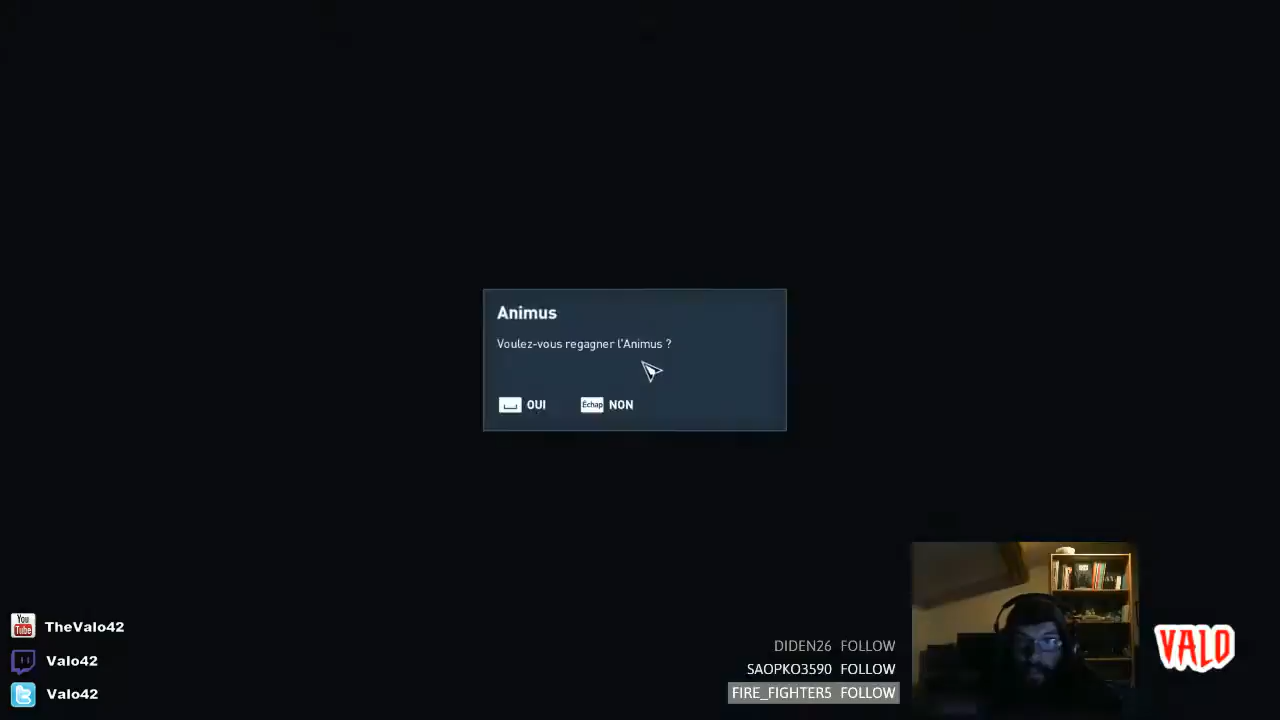 Animus
Voulez-vous regagner l'Animus ?
OUI
Échap NON
You Tube TheValo42
Valo42
Valo42
DIDEN26 FOLLOW
SAOPKO3590 FOLLOW
FIRE_FIGHTER5 FOLLOW
VALO